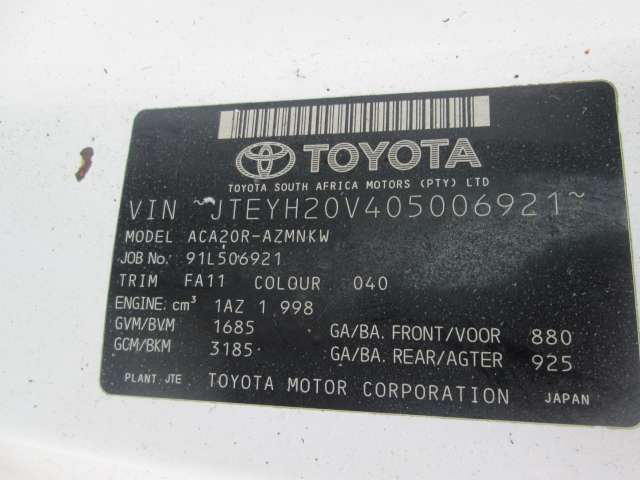 TOYOTA
TOYOTA SOUTH AFRICA MOTORS (PTY) LTD
VIN ~JTEYH20V405006921~
MODEL ACA20R-AZMNKW
JOB No. 91L506921
TRIM FA11 COLOUR 040
ENGINE: cm³ 1AZ 1 998
GVM/BVM 1685 GA/BA. FRONT/VOOR 880
GCM/BKM 3185 GA/BA. REAR/AGTER 925
PLANT. JTE TOYOTA MOTOR CORPORATION JAPAN